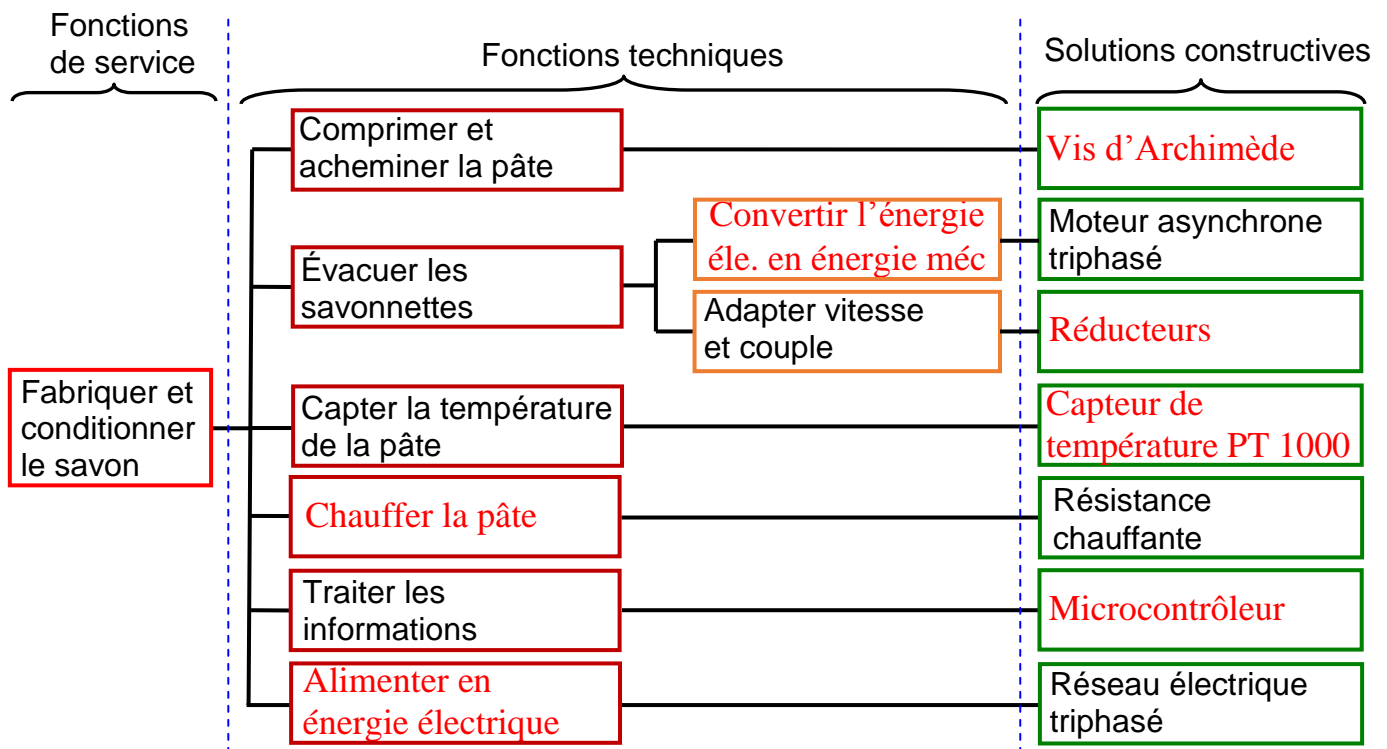 Fonctions
de service
Fonctions techniques
Solutions constructives
Comprimer et
acheminer la pâte
Vis d’Archimède
Convertir l’énergie
éle. en énergie méc
Moteur asynchrone
triphasé
Évacuer les
savonnettes
Adapter vitesse
et couple
Réducteurs
Fabriquer et
conditionner
le savon
Capter la température
de la pâte
Capteur de
température PT 1000
Chauffer la pâte
Résistance
chauffante
Traiter les
informations
Microcontrôleur
Alimenter en
énergie électrique
Réseau électrique
triphasé